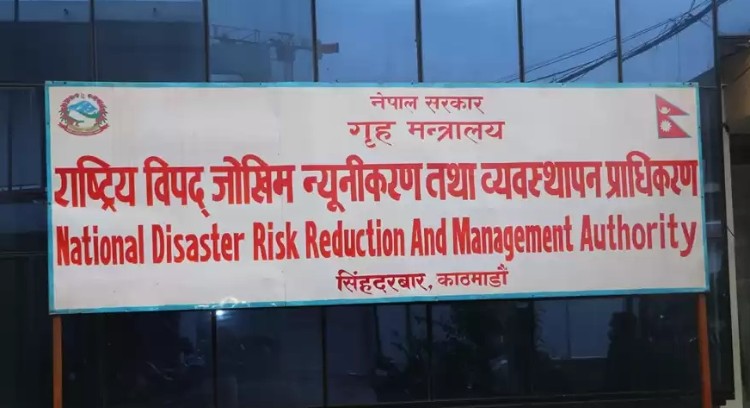 नेपाल सरकार
गृह मन्त्रालय
राष्ट्रिय विपद् जोखिम न्यूनीकरण तथा व्यवस्थापन प्राधिकरण
National Disaster Risk Reduction And Management Authority
सिंहदरबार, काठमाडौं